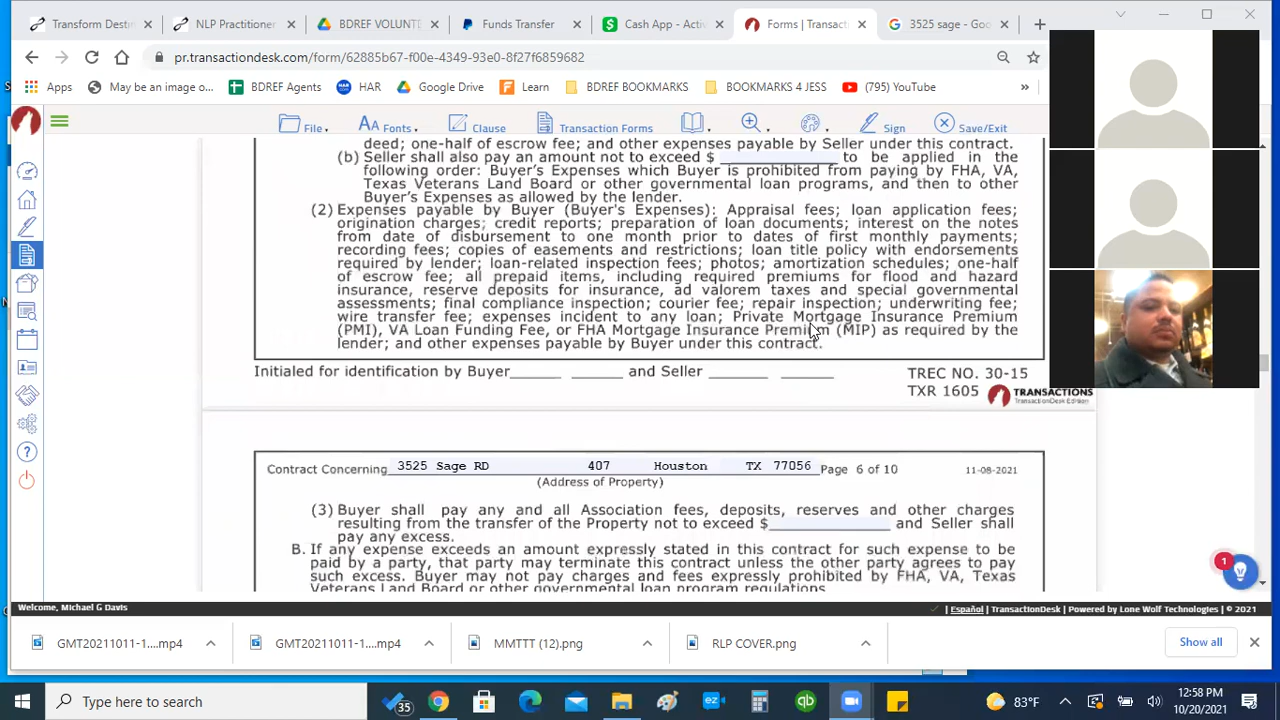 Transform Destin
NLP Practitioner
BDREF VOLUNT
Funds Transfer
Cash App - Activ
Forms | Transact
3525 sage - Goo
pr.transactiondesk.com/form/62885b67-f00e-4349-93e0-8f27f6859682
Apps
May be an image o...
BDREF Agents
HAR
Google Drive
Learn
BDREF BOOKMARKS
BOOKMARKS 4 JESS
(795) YouTube
File
Fonts
Clause
Transaction Forms
Sign
Save/Exit
deed; one-half of escrow fee; and other expenses payable by Seller under this contract.
(b) Seller shall also pay an amount not to exceed $ to be applied in the
following order: Buyer's Expenses which Buyer is prohibited from paying by FHA, VA,
Texas Veterans Land Board or other governmental loan programs, and then to other
Buyer's Expenses as allowed by the lender.
(2) Expenses payable by Buyer (Buyer's Expenses): Appraisal fees; loan application fees;
origination charges; credit reports; preparation of loan documents; interest on the notes
from date of disbursement to one month prior to dates of first monthly payments;
recording fees; copies of easements and restrictions; loan title policy with endorsements
required by lender; loan-related inspection fees; photos; amortization schedules; one-half
of escrow fee; all prepaid items, including required premiums for flood and hazard
insurance, reserve deposits for insurance, ad valorem taxes and special governmental
assessments; final compliance inspection; courier fee; repair inspection; underwriting fee;
wire transfer fee; expenses incident to any loan; Private Mortgage Insurance Premium
(PMI), VA Loan Funding Fee, or FHA Mortgage Insurance Premium (MIP) as required by the
lender; and other expenses payable by Buyer under this contract.
Initialed for identification by Buyer______ ______ and Seller ______ ______
TREC NO. 30-15
TXR 1605
TRANSACTIONS
TransactionDesk Edition
Contract Concerning 3525 Sage RD 407 Houston TX 77056 Page 6 of 10 11-08-2021
(Address of Property)
(3) Buyer shall pay any and all Association fees, deposits, reserves and other charges
resulting from the transfer of the Property not to exceed $ and Seller shall
pay any excess.
B. If any expense exceeds an amount expressly stated in this contract for such expense to be
paid by a party, that party may terminate this contract unless the other party agrees to pay
such excess. Buyer may not pay charges and fees expressly prohibited by FHA, VA, Texas
Veterans Land Board or other governmental loan program regulations.
1
Welcome, Michael G Davis
| Español | TransactionDesk | Powered by Lone Wolf Technologies | © 2021
GMT20211011-1....mp4
GMT20211011-1....mp4
MMTTT (12).png
RLP COVER.png
Show all
Type here to search
35
83°F
12:58 PM
10/20/2021